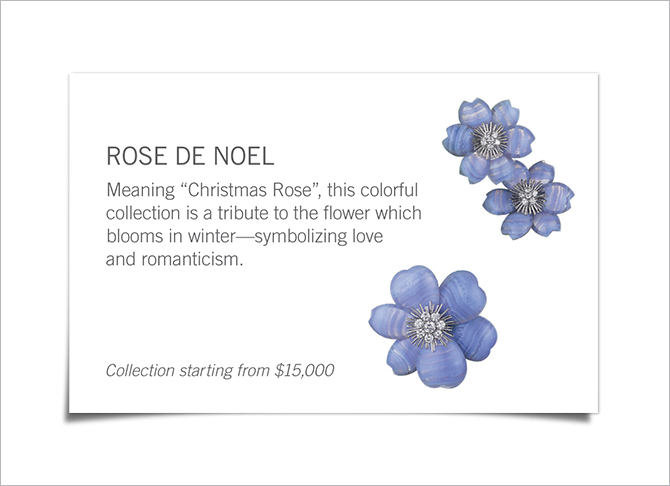 ROSE DE NOEL
Meaning “Christmas Rose”, this colorful
collection is a tribute to the flower which
blooms in winter—symbolizing love
and romanticism.
Collection starting from $15,000